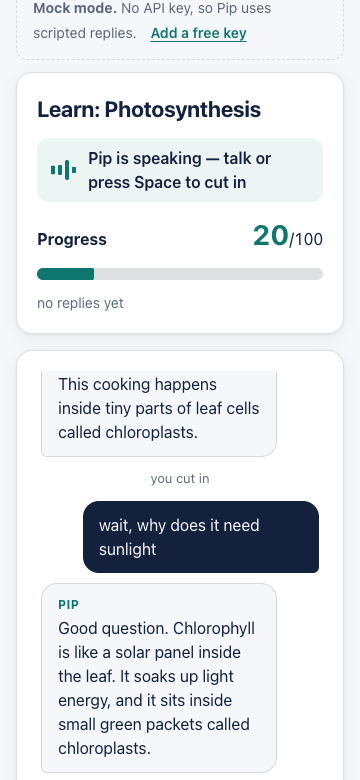 Mock mode. No API key, so Pip uses
scripted replies. Add a free key
Learn: Photosynthesis
Pip is speaking — talk or
press Space to cut in
Progress
20/100
no replies yet
This cooking happens
inside tiny parts of leaf cells
called chloroplasts.
you cut in
wait, why does it need
sunlight
PIP
Good question. Chlorophyll
is like a solar panel inside
the leaf. It soaks up light
energy, and it sits inside
small green packets called
chloroplasts.